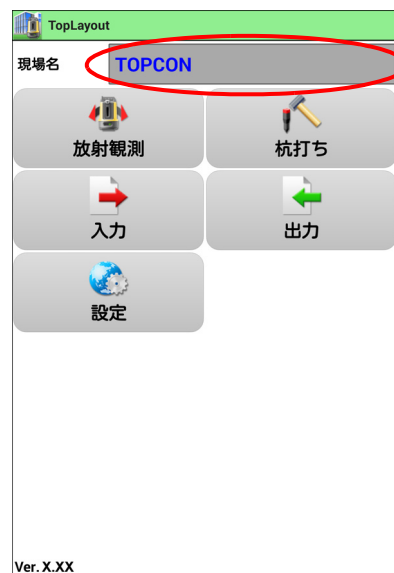 TopLayout
現場名 TOPCON
放射観測 杭打ち
入力 出力
設定
Ver. X.XX